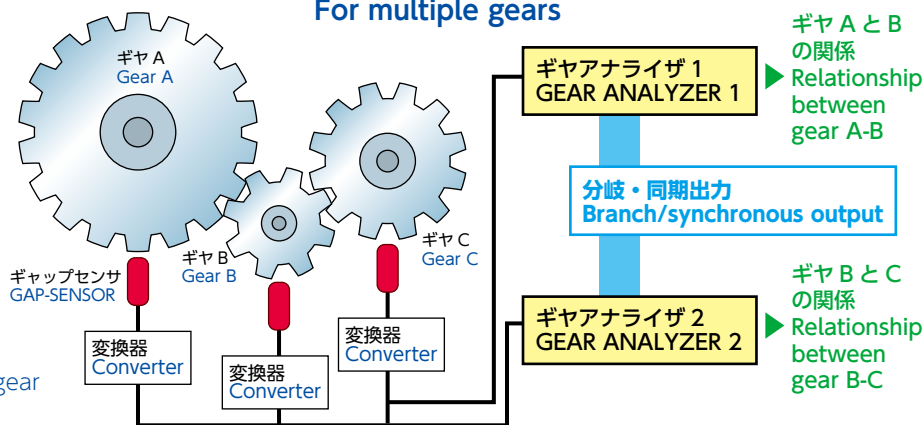 For multiple gears
ギヤ A
Gear A
ギヤ B
Gear B
ギヤ C
Gear C
ギャップセンサ
GAP-SENSOR
変換器
Converter
変換器
Converter
変換器
Converter
gear
ギヤアナライザ 1
GEAR ANALYZER 1
ギヤ A と B
の関係
Relationship
between
gear A-B
分岐・同期出力
Branch/synchronous output
ギヤアナライザ 2
GEAR ANALYZER 2
ギヤ B と C
の関係
Relationship
between
gear B-C